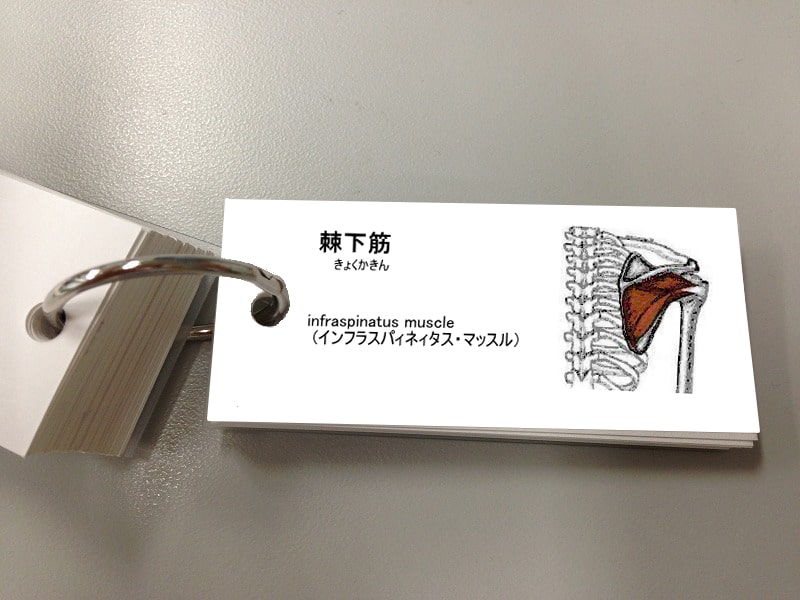 棘下筋
きょくかきん
infraspinatus muscle
（インフラスパィネィタス・マッスル）